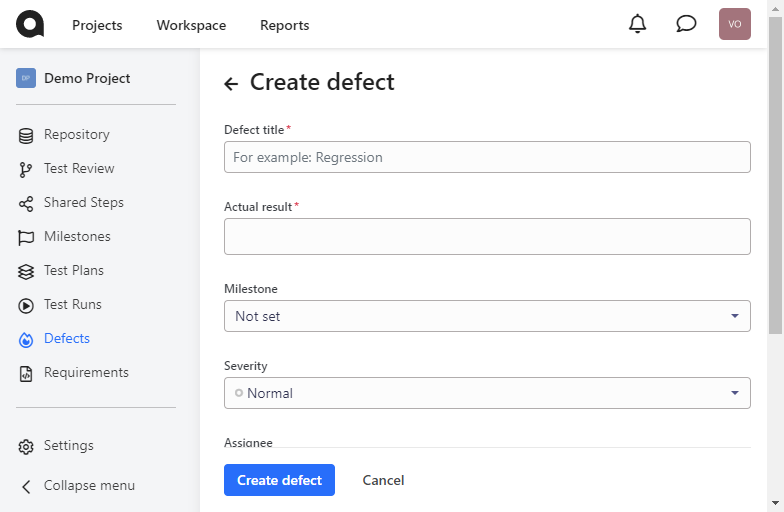 Projects
Workspace
Reports
VO
DP
Demo Project
Repository
Test Review
Shared Steps
Milestones
Test Plans
Test Runs
Defects
Requirements
Settings
Collapse menu
Create defect
Defect title*
For example: Regression
Actual result*
Milestone
Not set
Severity
Normal
Assignee
Create defect
Cancel